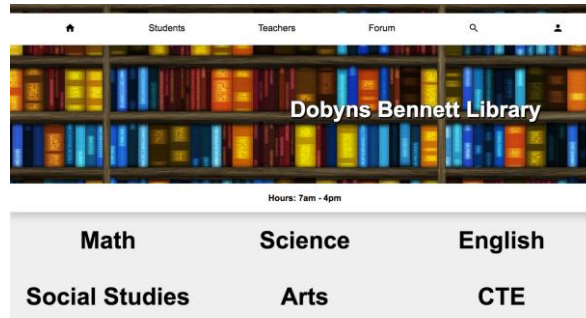 Students Teachers Forum
Dobyns Bennett Library
Hours: 7am - 4pm
Math Science English
Social Studies Arts CTE